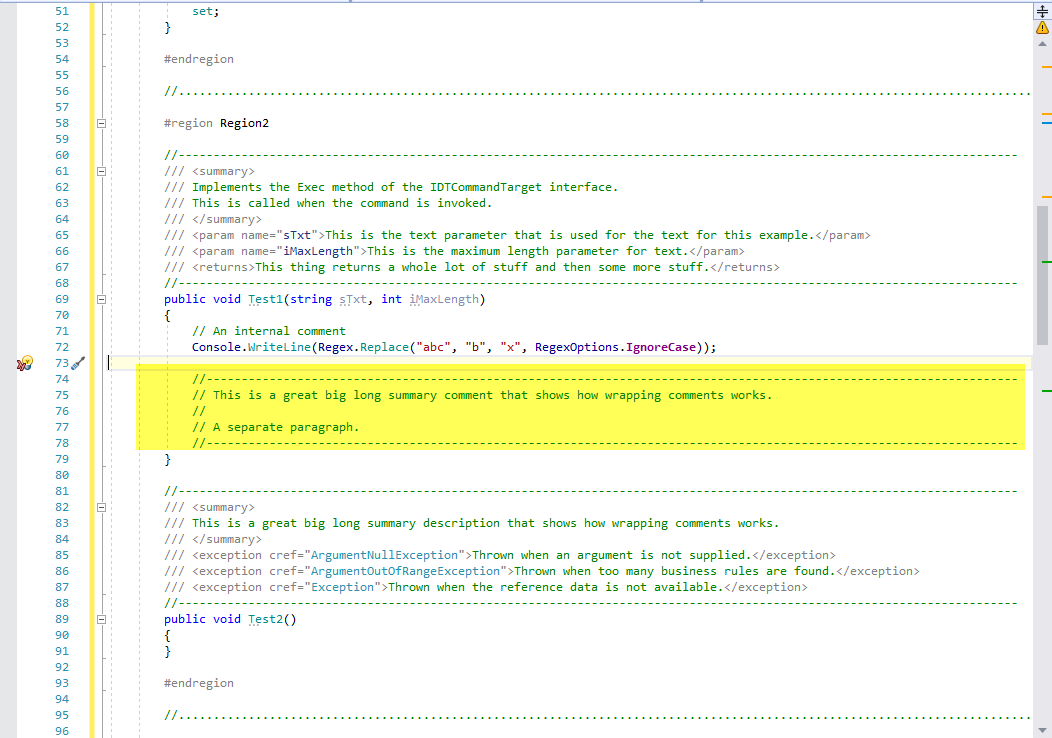 51 set;
52 }
53
54 #endregion
55
56 //..........................................................................................................................
57
58 #region Region2
59
60 //------------------------------------------------------------------------------------------------------------------------
61 /// <summary>
62 /// Implements the Exec method of the IDTCommandTarget interface.
63 /// This is called when the command is invoked.
64 /// </summary>
65 /// <param name="sTxt">This is the text parameter that is used for the text for this example.</param>
66 /// <param name="iMaxLength">This is the maximum length parameter for text.</param>
67 /// <returns>This thing returns a whole lot of stuff and then some more stuff.</returns>
68 //------------------------------------------------------------------------------------------------------------------------
69 public void Test1(string sTxt, int iMaxLength)
70 {
71 // An internal comment
72 Console.WriteLine(Regex.Replace("abc", "b", "x", RegexOptions.IgnoreCase));
73
74 //--------------------------------------------------------------------------------------------------------------------
75 // This is a great big long summary comment that shows how wrapping comments works.
76 //
77 // A separate paragraph.
78 //--------------------------------------------------------------------------------------------------------------------
79 }
80
81 //------------------------------------------------------------------------------------------------------------------------
82 /// <summary>
83 /// This is a great big long summary description that shows how wrapping comments works.
84 /// </summary>
85 /// <exception cref="ArgumentNullException">Thrown when an argument is not supplied.</exception>
86 /// <exception cref="ArgumentOutOfRangeException">Thrown when too many business rules are found.</exception>
87 /// <exception cref="Exception">Thrown when the reference data is not available.</exception>
88 //------------------------------------------------------------------------------------------------------------------------
89 public void Test2()
90 {
91 }
92
93 #endregion
94
95 //..........................................................................................................................
96